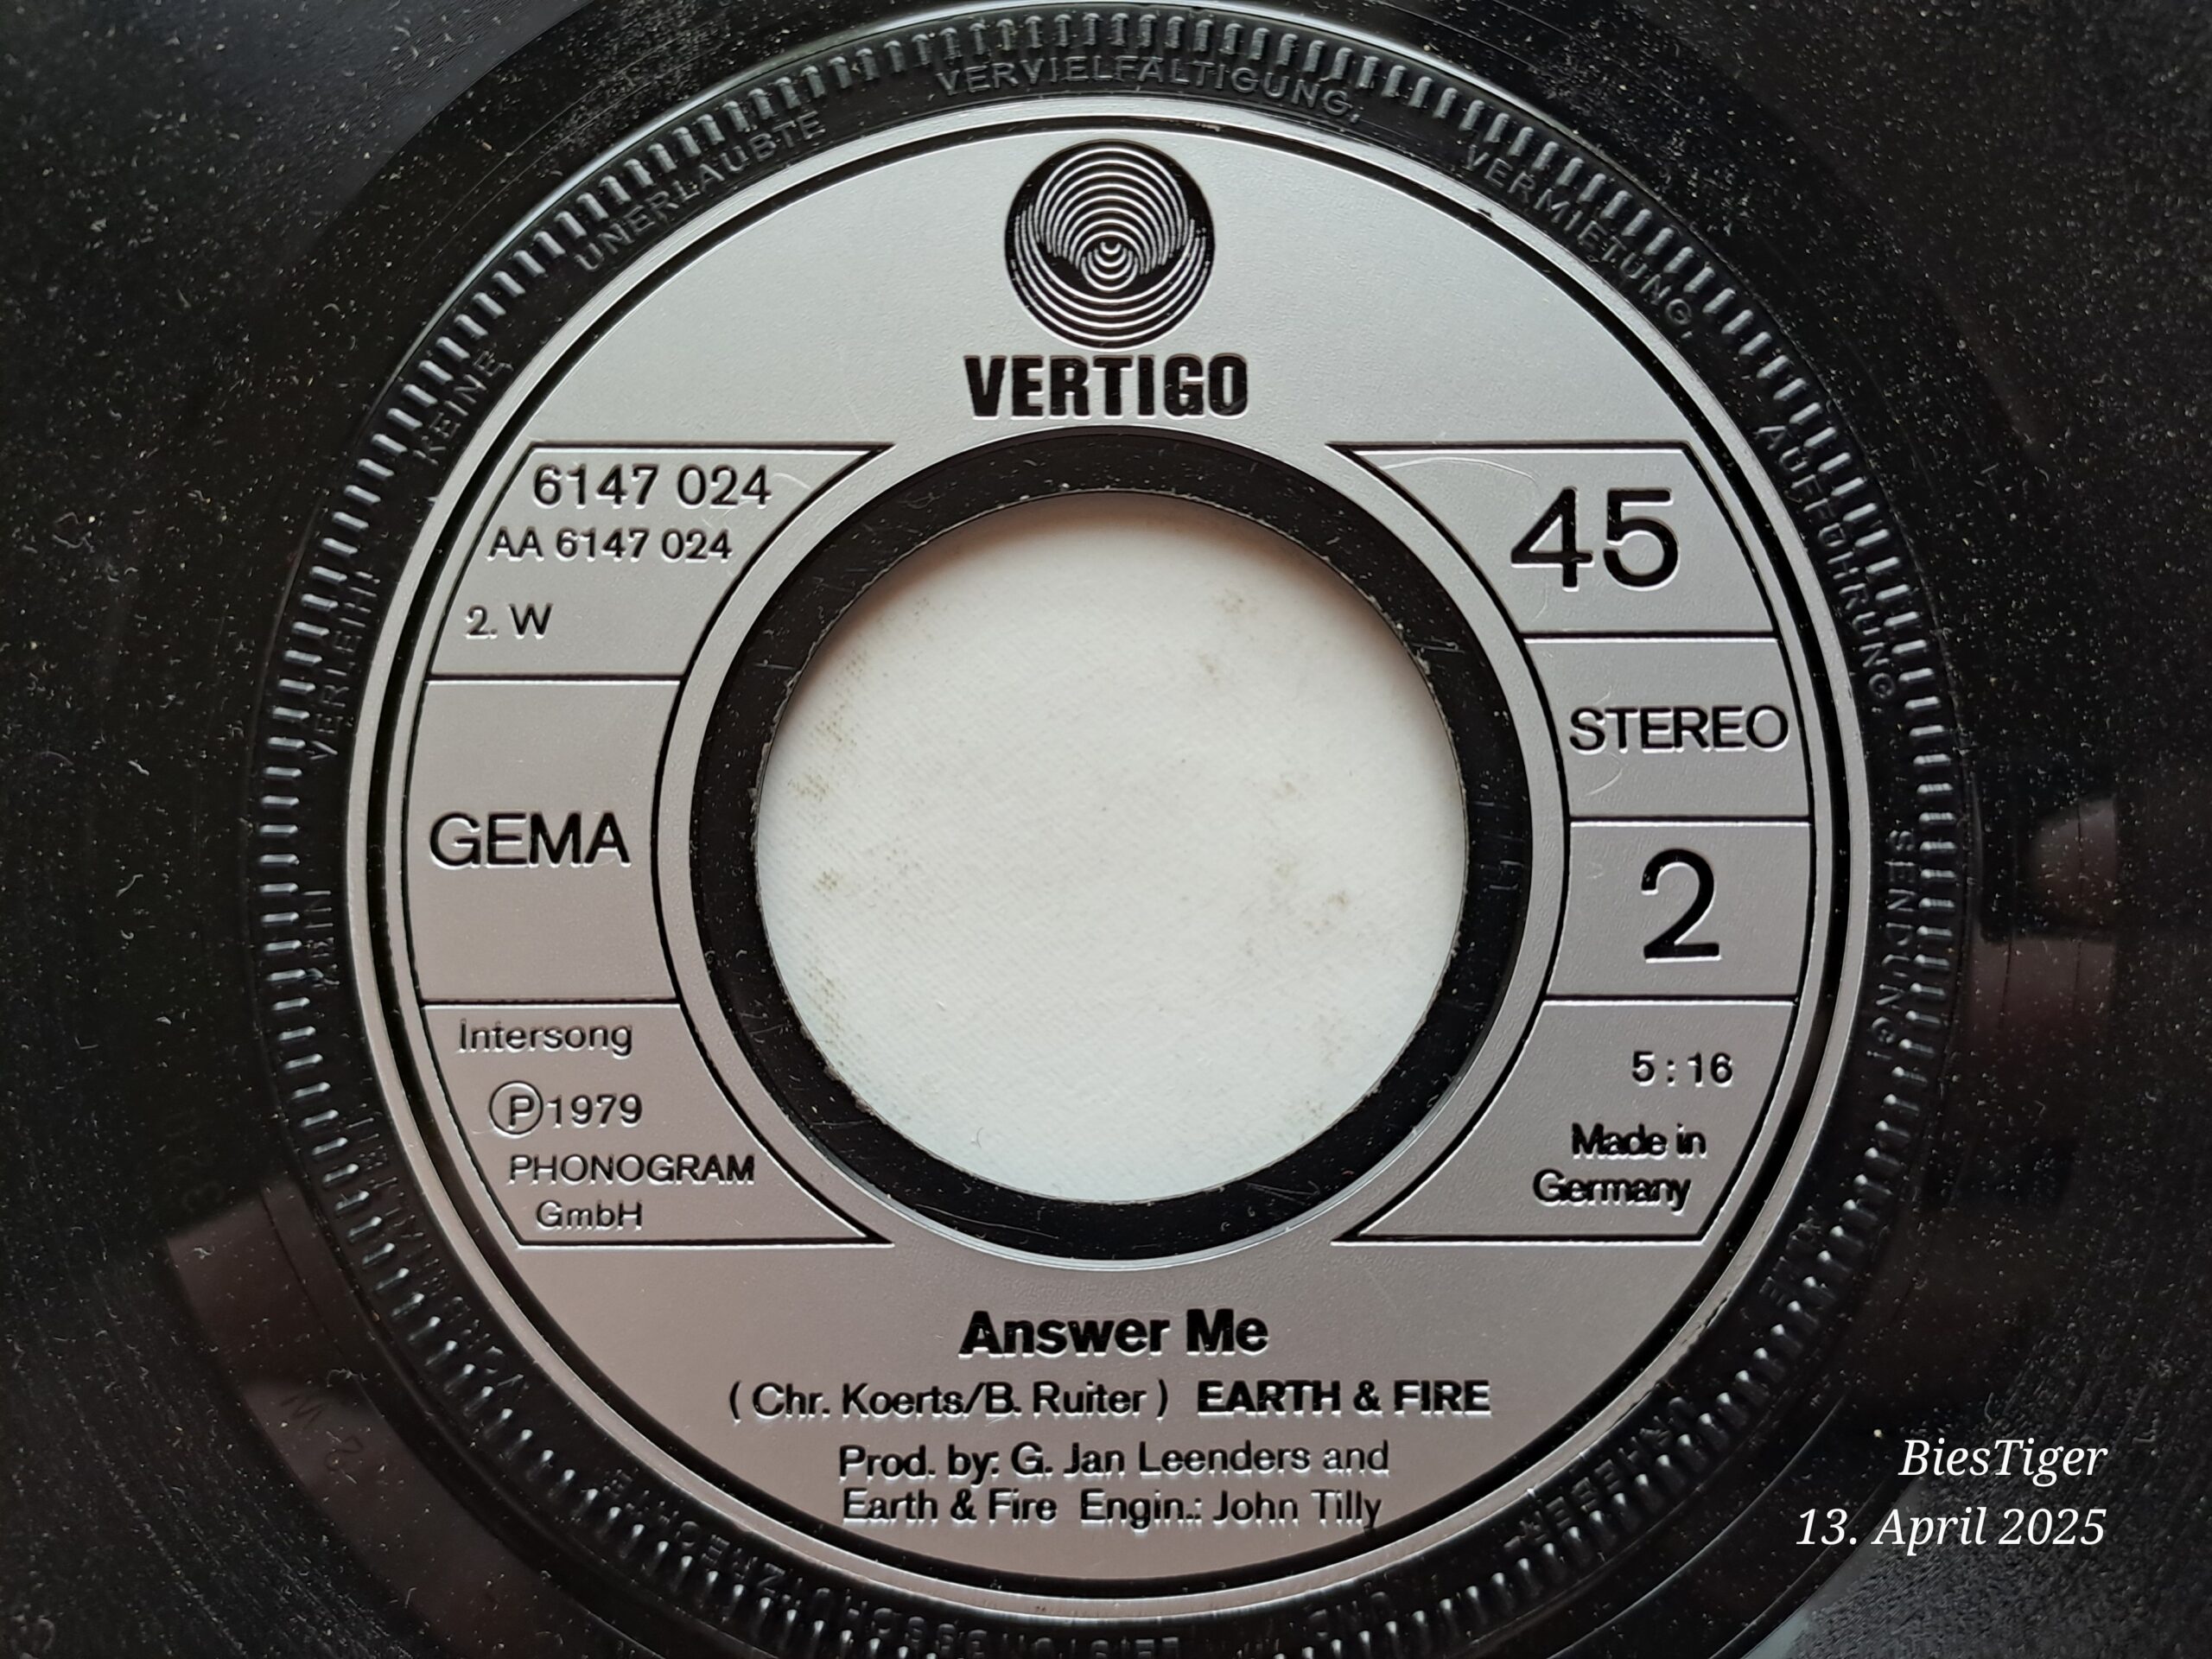 KEINE UNERLAUBTE VERVIELFÄLTIGUNG, VERMIETUNG, AUFFÜHRUNG, SENDUNG!
KEIN VERLEIH!
VERTIGO
6147 024
AA 6147 024
2. W
GEMA
Intersong
Ⓟ1979
PHONOGRAM
GmbH
45
STEREO
2
5:16
Made in
Germany
Answer Me
( Chr. Koerts/B. Ruiter ) EARTH & FIRE
Prod. by: G. Jan Leenders and
Earth & Fire Engin.: John Tilly
BiesTiger
13. April 2025